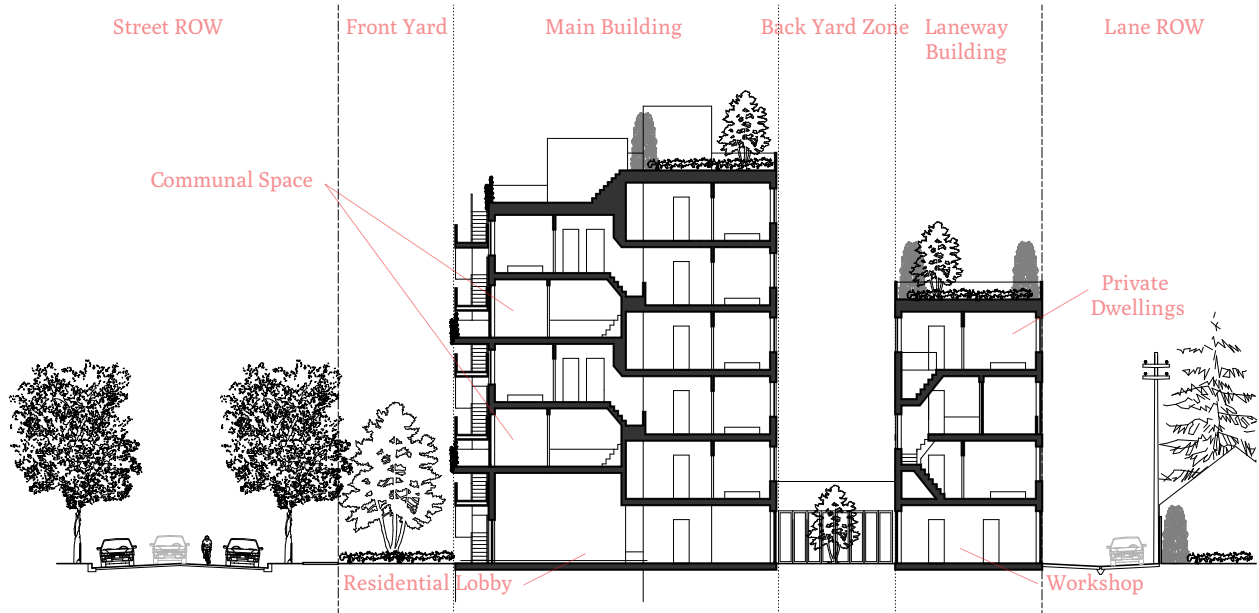 Street ROW
Front Yard
Main Building
Back Yard Zone
Laneway
Building
Lane ROW
Communal Space
Private
Dwellings
Residential Lobby
Workshop